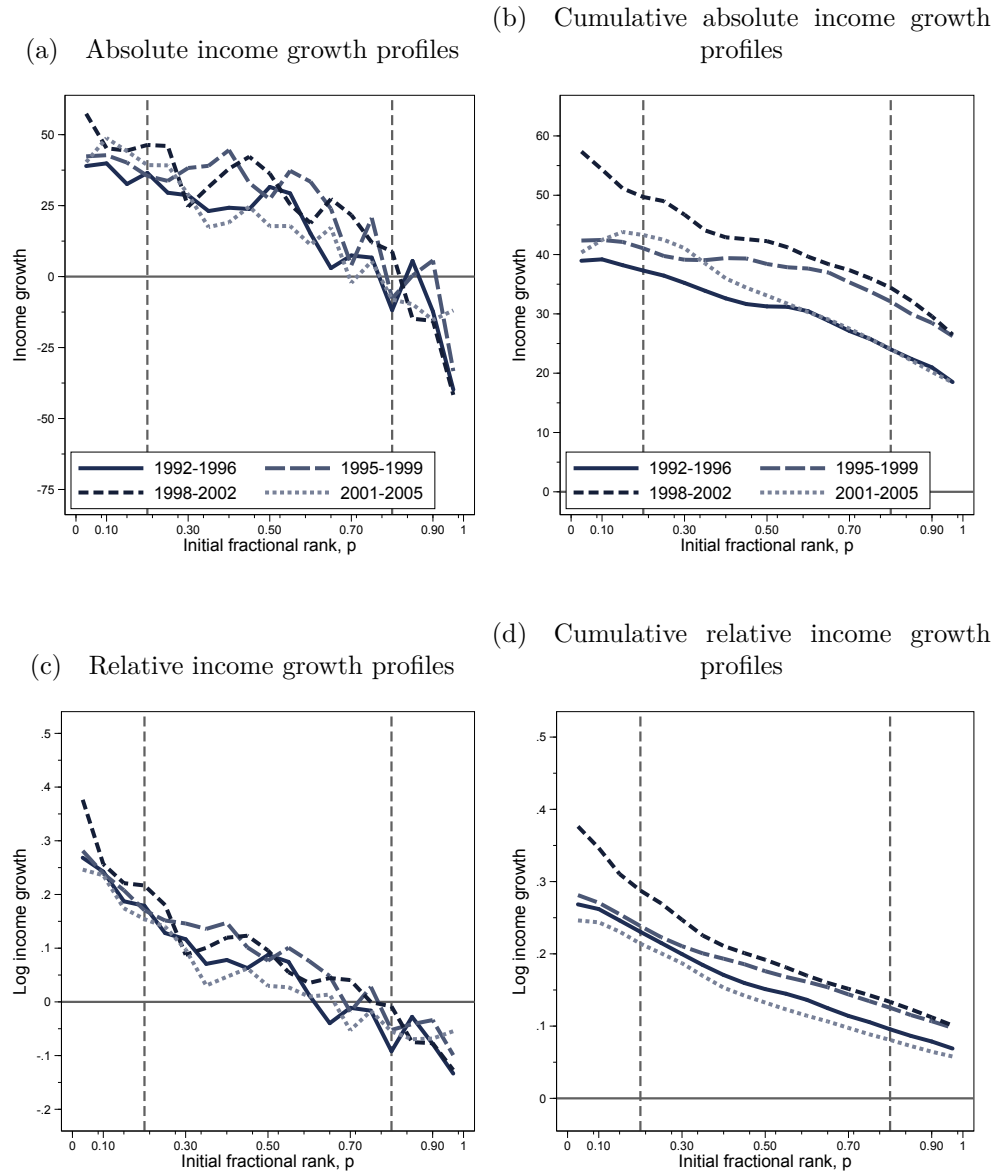 (a) Absolute income growth profiles
(b) Cumulative absolute income growth
profiles
Income growth
50
25
0
-25
-50
-75
1992-1996 1995-1999
1998-2002 2001-2005
0 0.10 0.30 0.50 0.70 0.90 1
Initial fractional rank, p
Income growth
60
50
40
30
20
10
0
1992-1996 1995-1999
1998-2002 2001-2005
0 0.10 0.30 0.50 0.70 0.90 1
Initial fractional rank, p
(c) Relative income growth profiles
(d) Cumulative relative income growth
profiles
Log income growth
.5
.4
.3
.2
.1
0
-.1
-.2
0 0.10 0.30 0.50 0.70 0.90 1
Initial fractional rank, p
Log income growth
.5
.4
.3
.2
.1
0
0 0.10 0.30 0.50 0.70 0.90 1
Initial fractional rank, p